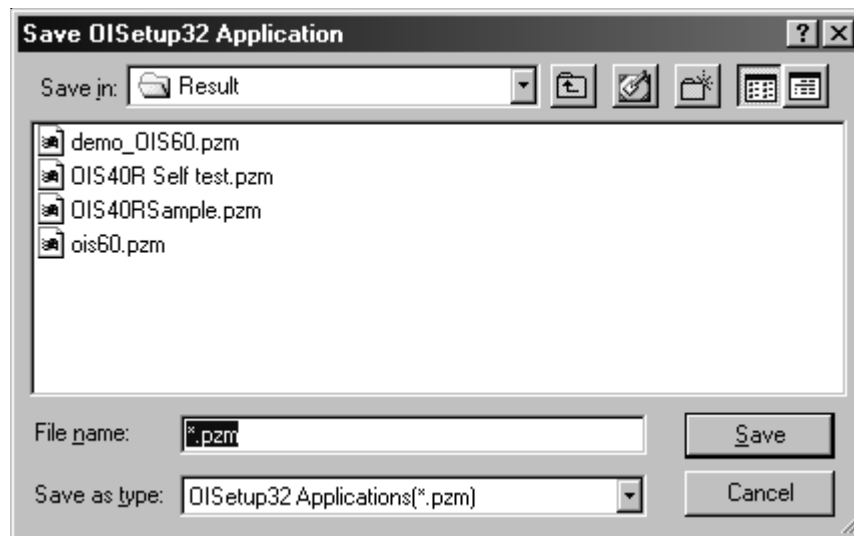 Save OISetup32 Application
Save in: Result
demo_OIS60.pzm
OIS40R Self test.pzm
OIS40RSample.pzm
ois60.pzm
File name: *.pzm Save
Save as type: OISetup32 Applications(*.pzm) Cancel